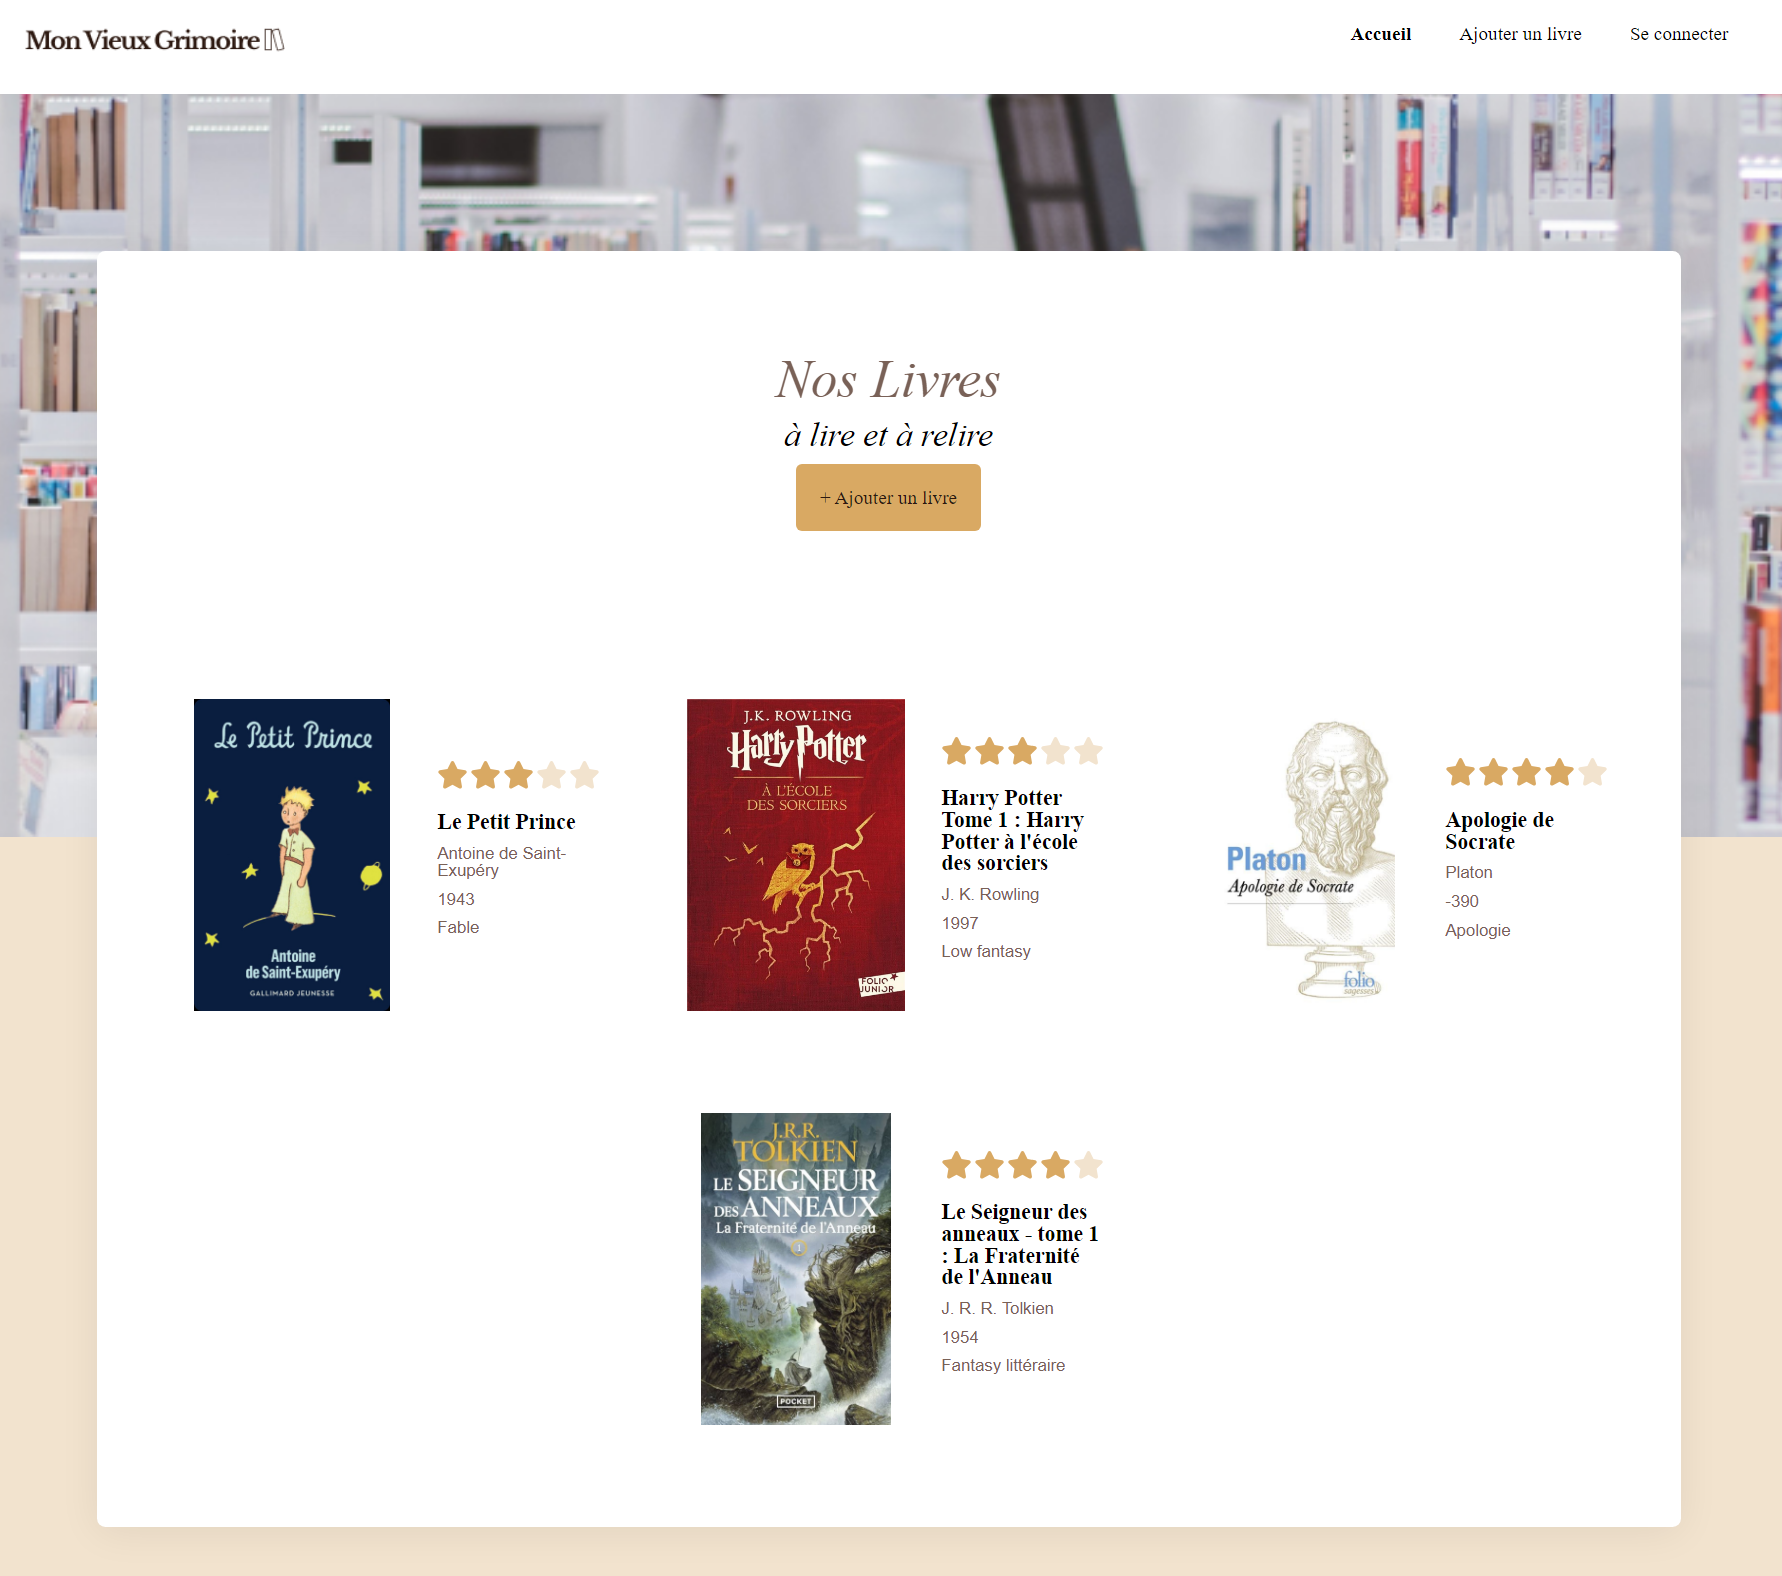 Mon Vieux Grimoire
Accueil
Ajouter un livre
Se connecter
Nos Livres
à lire et à relire
+ Ajouter un livre
Le Petit Prince
Antoine
de Saint-Exupéry
GALLIMARD JEUNESSE
Le Petit Prince
Antoine de Saint-
Exupéry
1943
Fable
J.K. ROWLING
Harry Potter
À L'ÉCOLE
DES SORCIERS
FOLIO
JUNIOR
Harry Potter
Tome 1 : Harry
Potter à l'école
des sorciers
J. K. Rowling
1997
Low fantasy
Platon
Apologie de Socrate
folio
sagesses
Apologie de
Socrate
Platon
-390
Apologie
J.R.R.
TOLKIEN
LE SEIGNEUR
DES ANNEAUX
La Fraternité de l'Anneau
1
POCKET
Le Seigneur des
anneaux - tome 1
: La Fraternité
de l'Anneau
J. R. R. Tolkien
1954
Fantasy littéraire